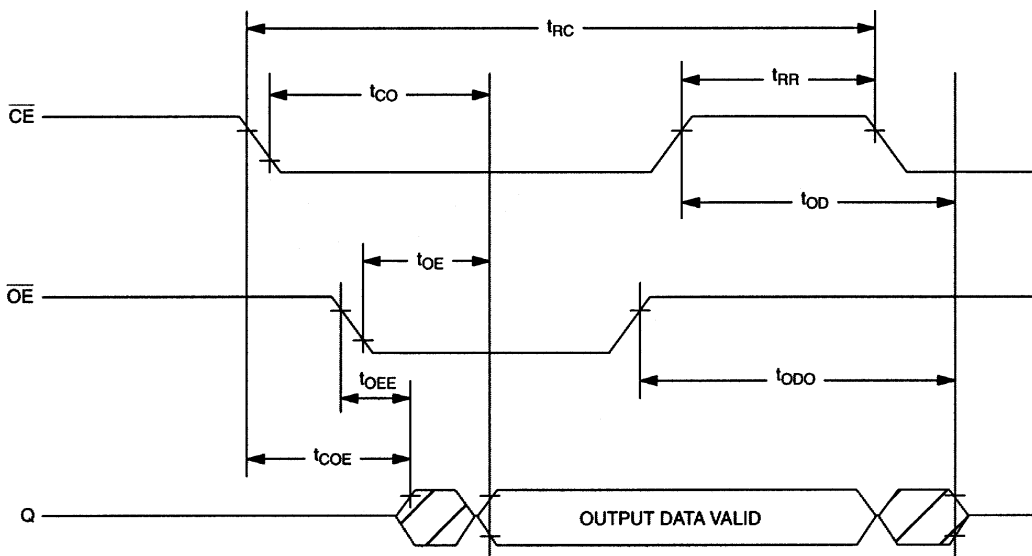 tRC
tRR
tCO
CE
tOD
tOE
OE
tODO
tOEE
tCOE
Q
OUTPUT DATA VALID